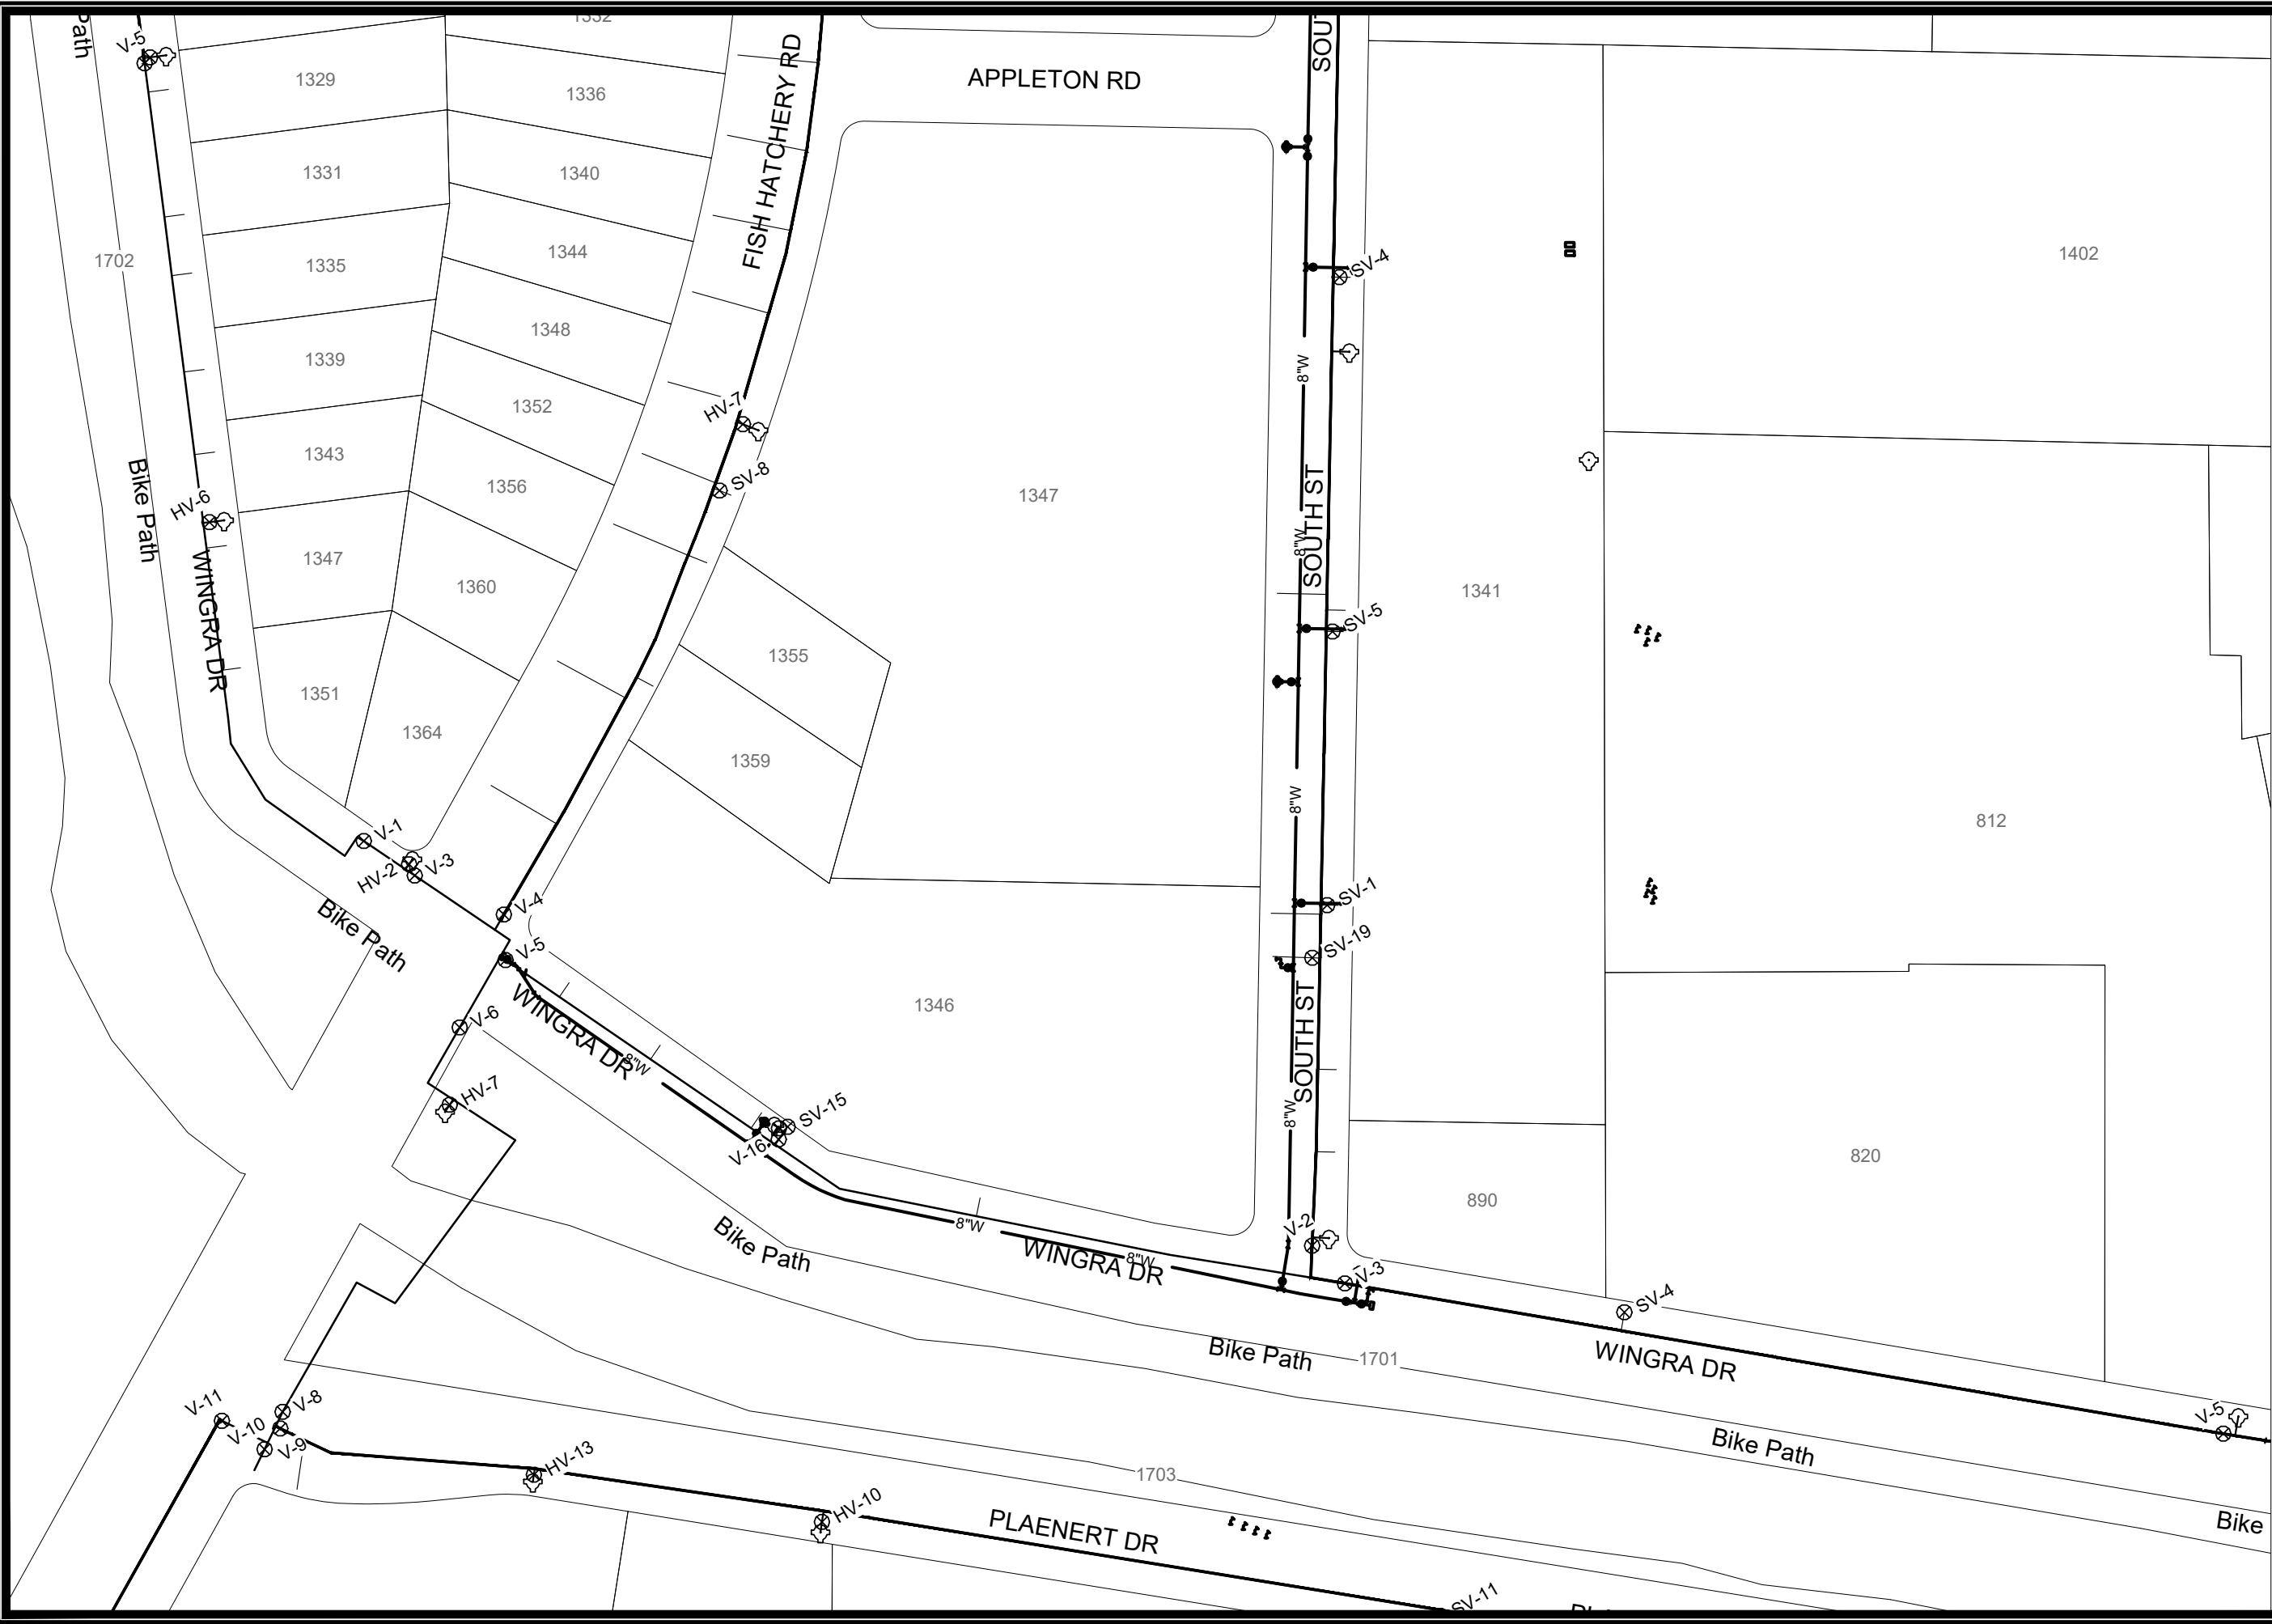 Path
V-5
1332
SOUT
1329
1336
APPLETON RD
FISH HATCHERY RD
1331
1340
1702
1335
1344
SV-4
1402
1339
1348
8"W
1352
HV-7
1343
SV-8
Bike Path
HV-6
1356
1347
SOUTH ST
8"W
1347
WINGRA DR
1360
1341
SV-5
1351
1355
1364
1359
8"W
812
V-1
HV-2
V-3
V-4
SV-1
Bike Path
V-5
SV-19
1346
WINGRA DR
8"W
V-6
SOUTH ST
HV-7
SV-15
V-16
8"W
820
890
V-2
8"W
Bike Path
WINGRA DR
8"W
V-3
SV-4
Bike Path
1701
WINGRA DR
V-11
V-10
V-8
V-9
V-5
Bike Path
HV-13
1703
HV-10
PLAENERT DR
Bike
SV-11